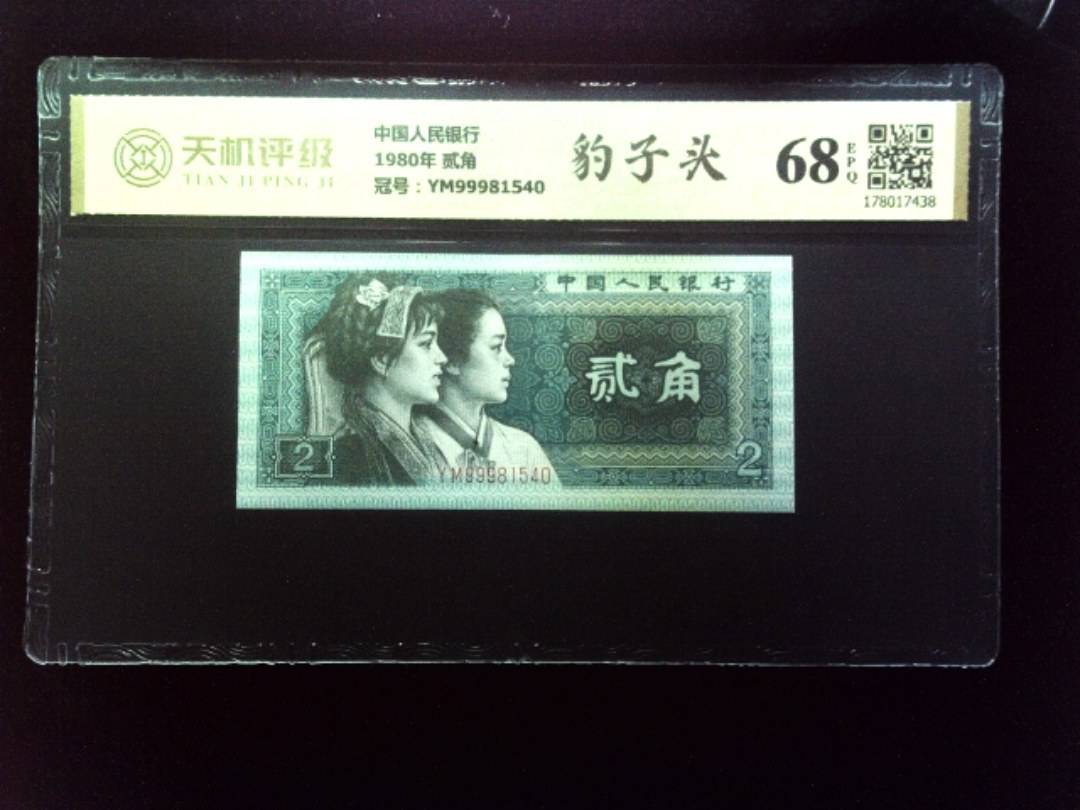 天机评级
TIAN JI PING JI
中国人民银行
1980年 贰角
冠号：YM99981540
豹子头
68
EPQ
178017438
中国人民银行
贰角
2
YM99981540
2